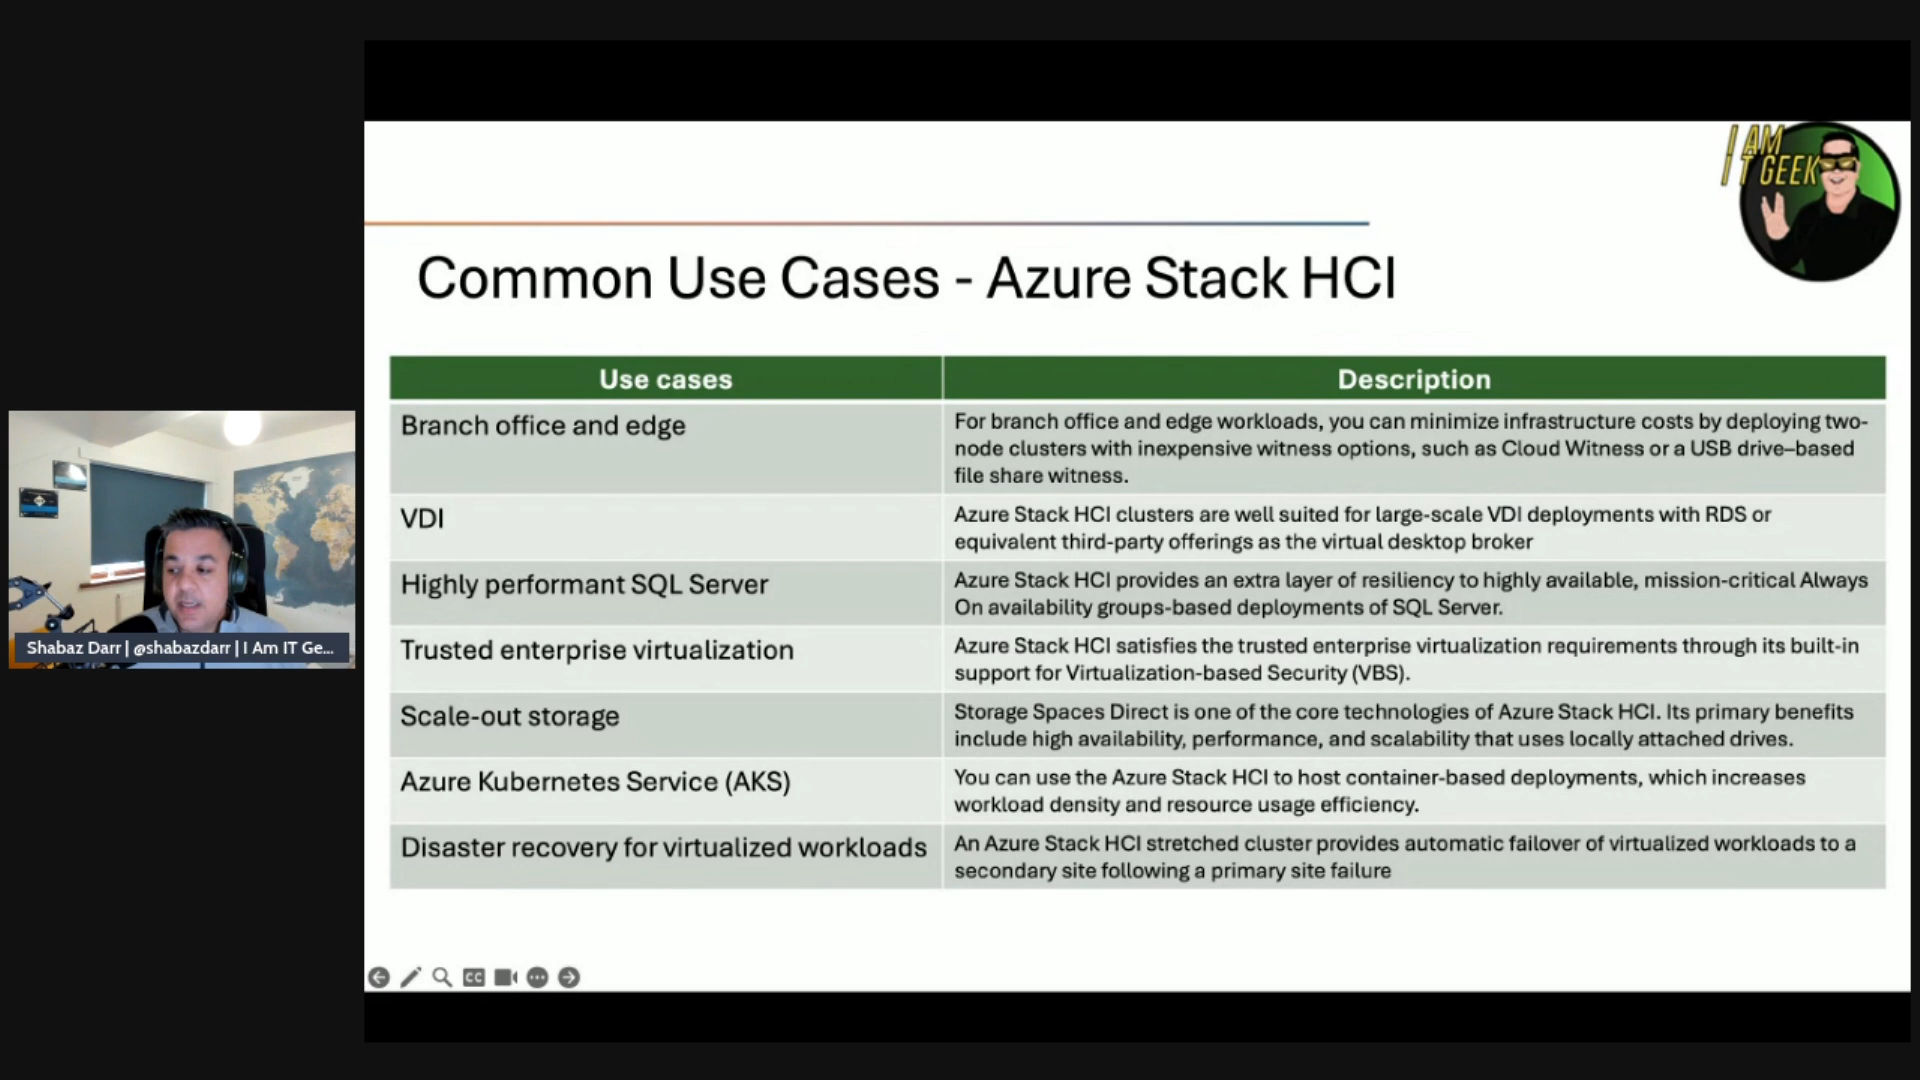 I AM
IT GEEK
Common Use Cases - Azure Stack HCI
Use cases
Description
Branch office and edge
For branch office and edge workloads, you can minimize infrastructure costs by deploying two-
node clusters with inexpensive witness options, such as Cloud Witness or a USB drive–based
file share witness.
VDI
Azure Stack HCI clusters are well suited for large-scale VDI deployments with RDS or
equivalent third-party offerings as the virtual desktop broker
Highly performant SQL Server
Azure Stack HCI provides an extra layer of resiliency to highly available, mission-critical Always
On availability groups-based deployments of SQL Server.
Trusted enterprise virtualization
Azure Stack HCI satisfies the trusted enterprise virtualization requirements through its built-in
support for Virtualization-based Security (VBS).
Scale-out storage
Storage Spaces Direct is one of the core technologies of Azure Stack HCI. Its primary benefits
include high availability, performance, and scalability that uses locally attached drives.
Azure Kubernetes Service (AKS)
You can use the Azure Stack HCI to host container-based deployments, which increases
workload density and resource usage efficiency.
Disaster recovery for virtualized workloads
An Azure Stack HCI stretched cluster provides automatic failover of virtualized workloads to a
secondary site following a primary site failure
Shabaz Darr | @shabazdarr | I Am IT Ge...
CC